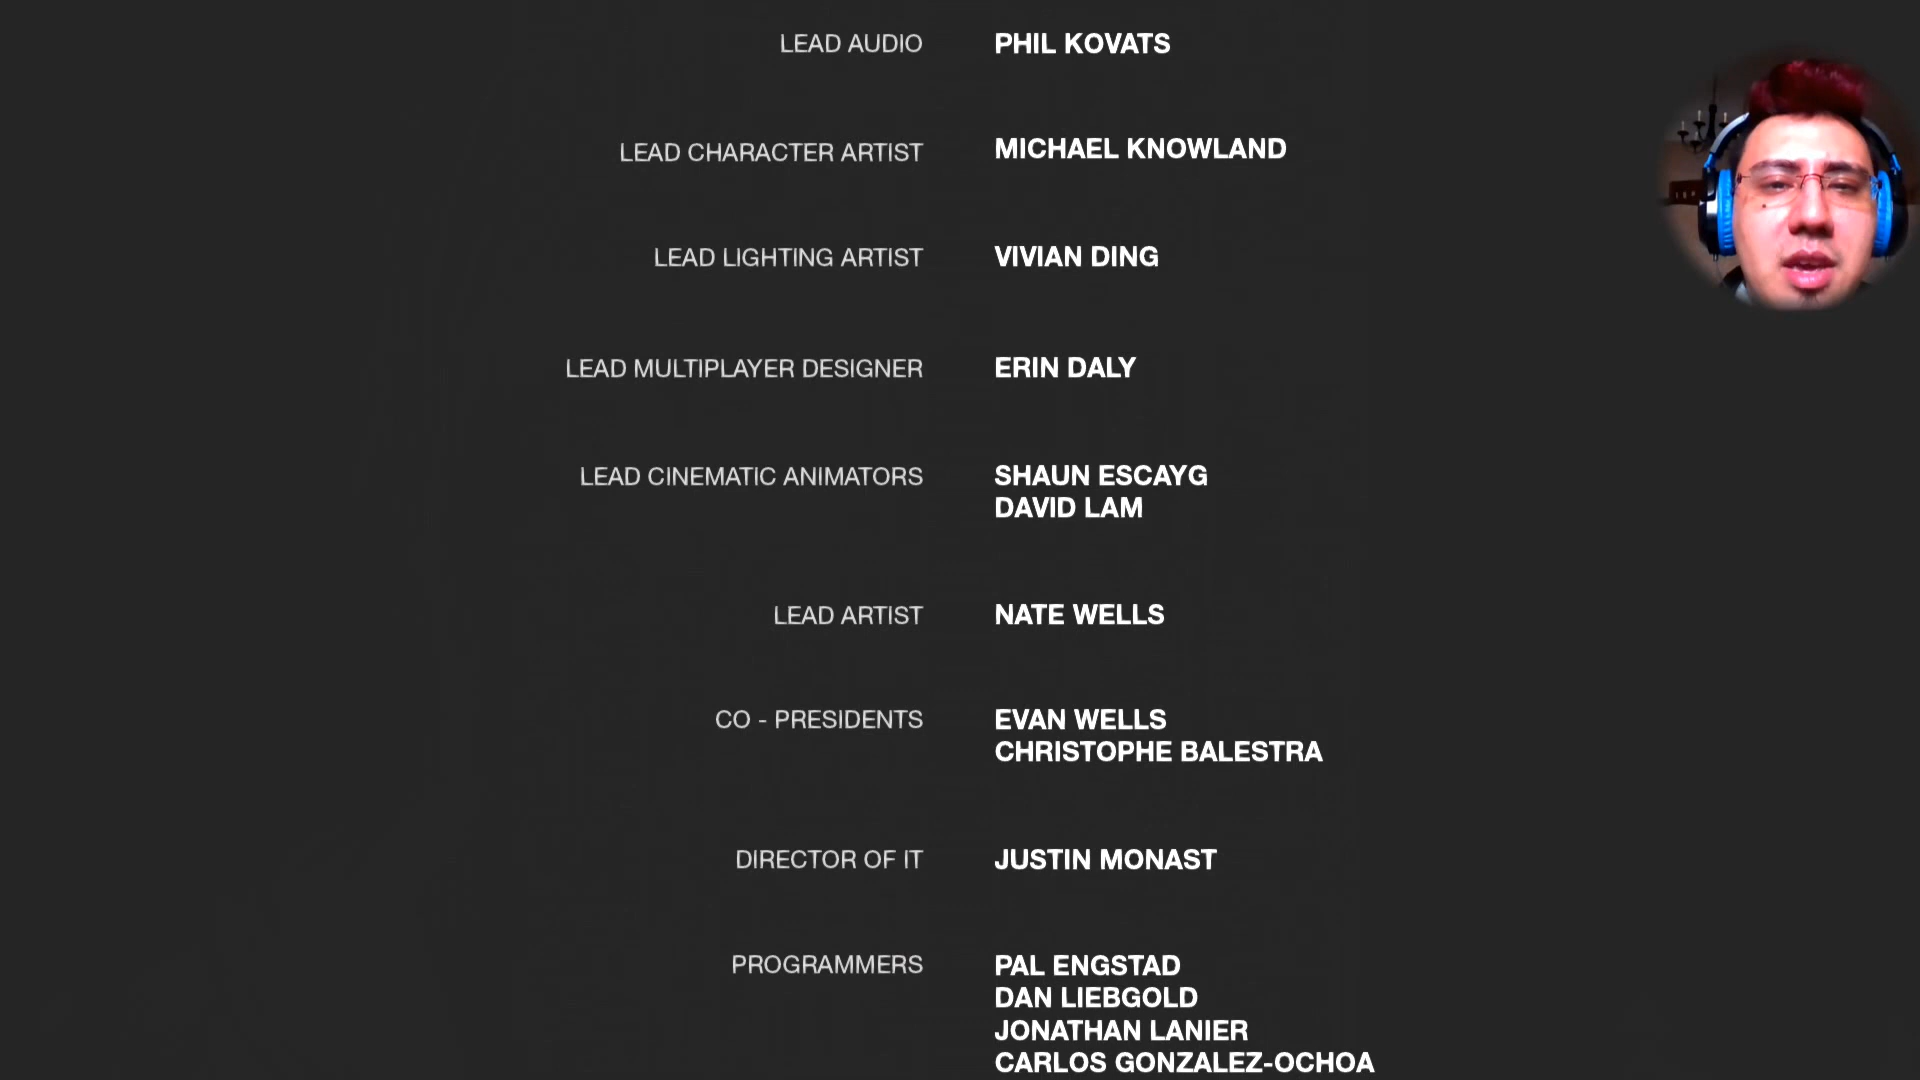 LEAD AUDIO PHIL KOVATS
LEAD CHARACTER ARTIST MICHAEL KNOWLAND
LEAD LIGHTING ARTIST VIVIAN DING
LEAD MULTIPLAYER DESIGNER ERIN DALY
LEAD CINEMATIC ANIMATORS SHAUN ESCAYG
DAVID LAM
LEAD ARTIST NATE WELLS
CO - PRESIDENTS EVAN WELLS
CHRISTOPHE BALESTRA
DIRECTOR OF IT JUSTIN MONAST
PROGRAMMERS PAL ENGSTAD
DAN LIEBGOLD
JONATHAN LANIER
CARLOS GONZALEZ-OCHOA